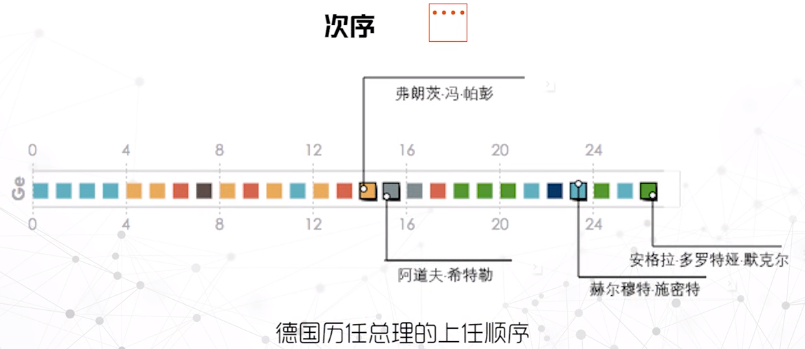 次序
弗朗茨·冯·帕彭
0 4 8 12 16 20 24
Ge
0 4 8 12 16 20 24
安格拉·多罗特娅·默克尔
阿道夫·希特勒
赫尔穆特·施密特
德国历任总理的上任顺序